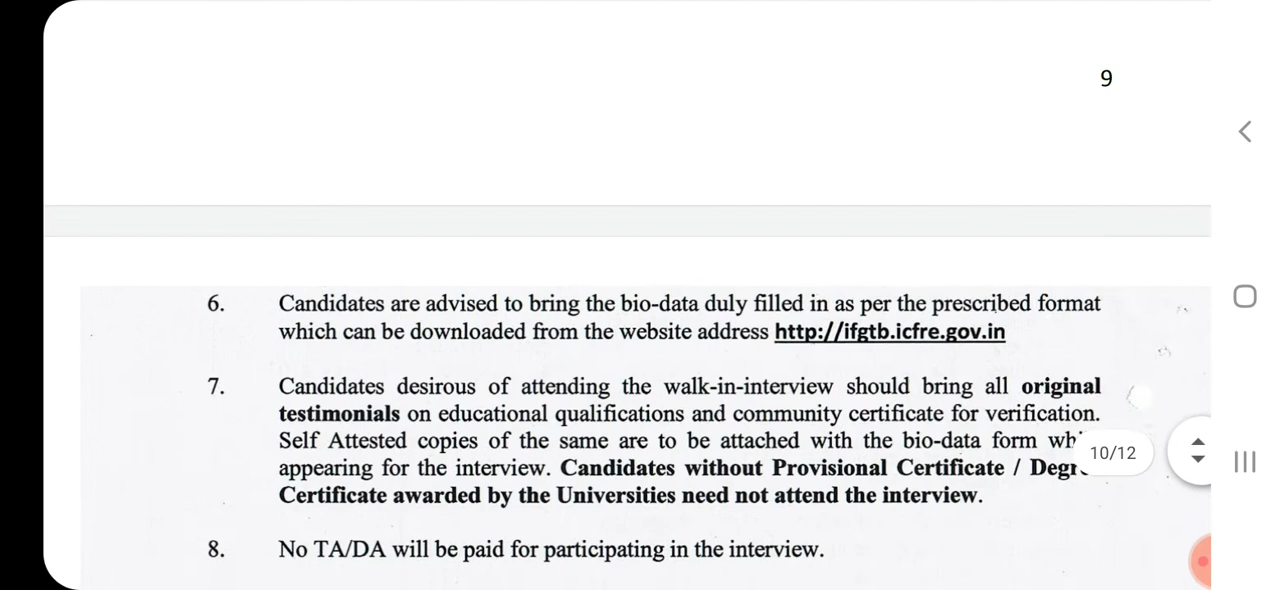 9
6. Candidates are advised to bring the bio-data duly filled in as per the prescribed format
which can be downloaded from the website address http://ifgtb.icfre.gov.in
7. Candidates desirous of attending the walk-in-interview should bring all original
testimonials on educational qualifications and community certificate for verification.
Self Attested copies of the same are to be attached with the bio-data form
10/12
appearing for the interview. Candidates without Provisional Certificate /
Certificate awarded by the Universities need not attend the interview.
8. No TA/DA will be paid for participating in the interview.